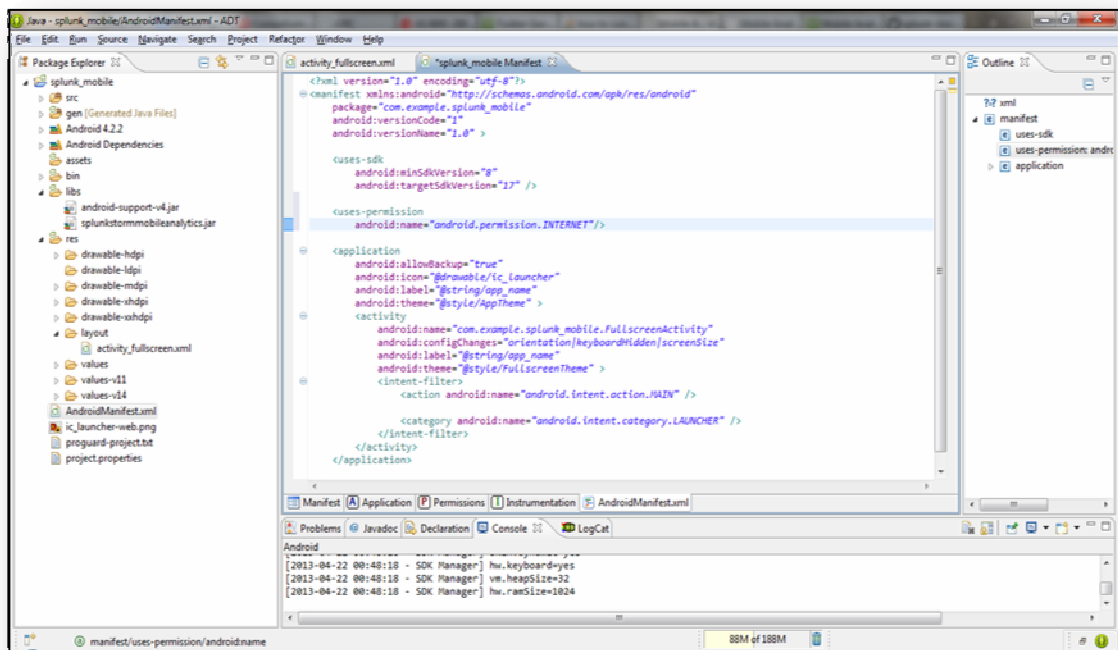 Java - splunk_mobile/AndroidManifest.xml - ADT
File Edit Run Source Navigate Search Project Refactor Window Help
Package Explorer
splunk_mobile
src
gen [Generated Java Files]
Android 4.2.2
Android Dependencies
assets
bin
libs
android-support-v4.jar
splunkstormmobileanalytics.jar
res
drawable-hdpi
drawable-ldpi
drawable-mdpi
drawable-xhdpi
drawable-xxhdpi
layout
activity_fullscreen.xml
values
values-v11
values-v14
AndroidManifest.xml
ic_launcher-web.png
proguard-project.txt
project.properties
activity_fullscreen.xml *splunk_mobile Manifest
<?xml version="1.0" encoding="utf-8"?>
<manifest xmlns:android="http://schemas.android.com/apk/res/android"
package="com.example.splunk_mobile"
android:versionCode="1"
android:versionName="1.0" >
<uses-sdk
android:minSdkVersion="8"
android:targetSdkVersion="17" />
<uses-permission
android:name="android.permission.INTERNET"/>
<application
android:allowBackup="true"
android:icon="@drawable/ic_launcher"
android:label="@string/app_name"
android:theme="@style/AppTheme" >
<activity
android:name="com.example.splunk_mobile.FullscreenActivity"
android:configChanges="orientation|keyboardHidden|screenSize"
android:label="@string/app_name"
android:theme="@style/FullscreenTheme" >
<intent-filter>
<action android:name="android.intent.action.MAIN" />
<category android:name="android.intent.category.LAUNCHER" />
</intent-filter>
</activity>
</application>
Manifest A Application P Permissions I Instrumentation AndroidManifest.xml
Outline
?=? xml
e manifest
e uses-sdk
e uses-permission: andro
e application
Problems @ Javadoc Declaration Console LogCat
Android
[2013-04-22 00:48:18 - SDK Manager] hw.keyboard=yes
[2013-04-22 00:48:18 - SDK Manager] vm.heapSize=32
[2013-04-22 00:48:18 - SDK Manager] hw.ramSize=1024
manifest/uses-permission/android:name
88M of 188M